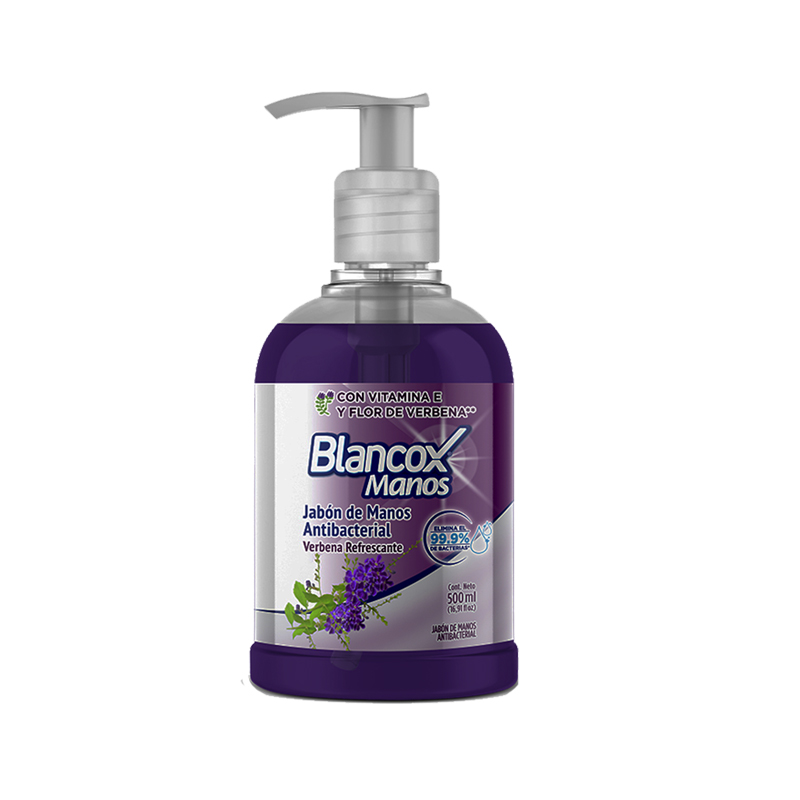 CON VITAMINA E
Y FLOR DE VERBENA**
Blancox
Manos
Jabón de Manos
Antibacterial
Verbena Refrescante
ELIMINA EL
99.9%
DE BACTERIAS*
Cont. Neto
500 ml
(16,91 fl oz)
JABÓN DE MANOS
ANTIBACTERIAL